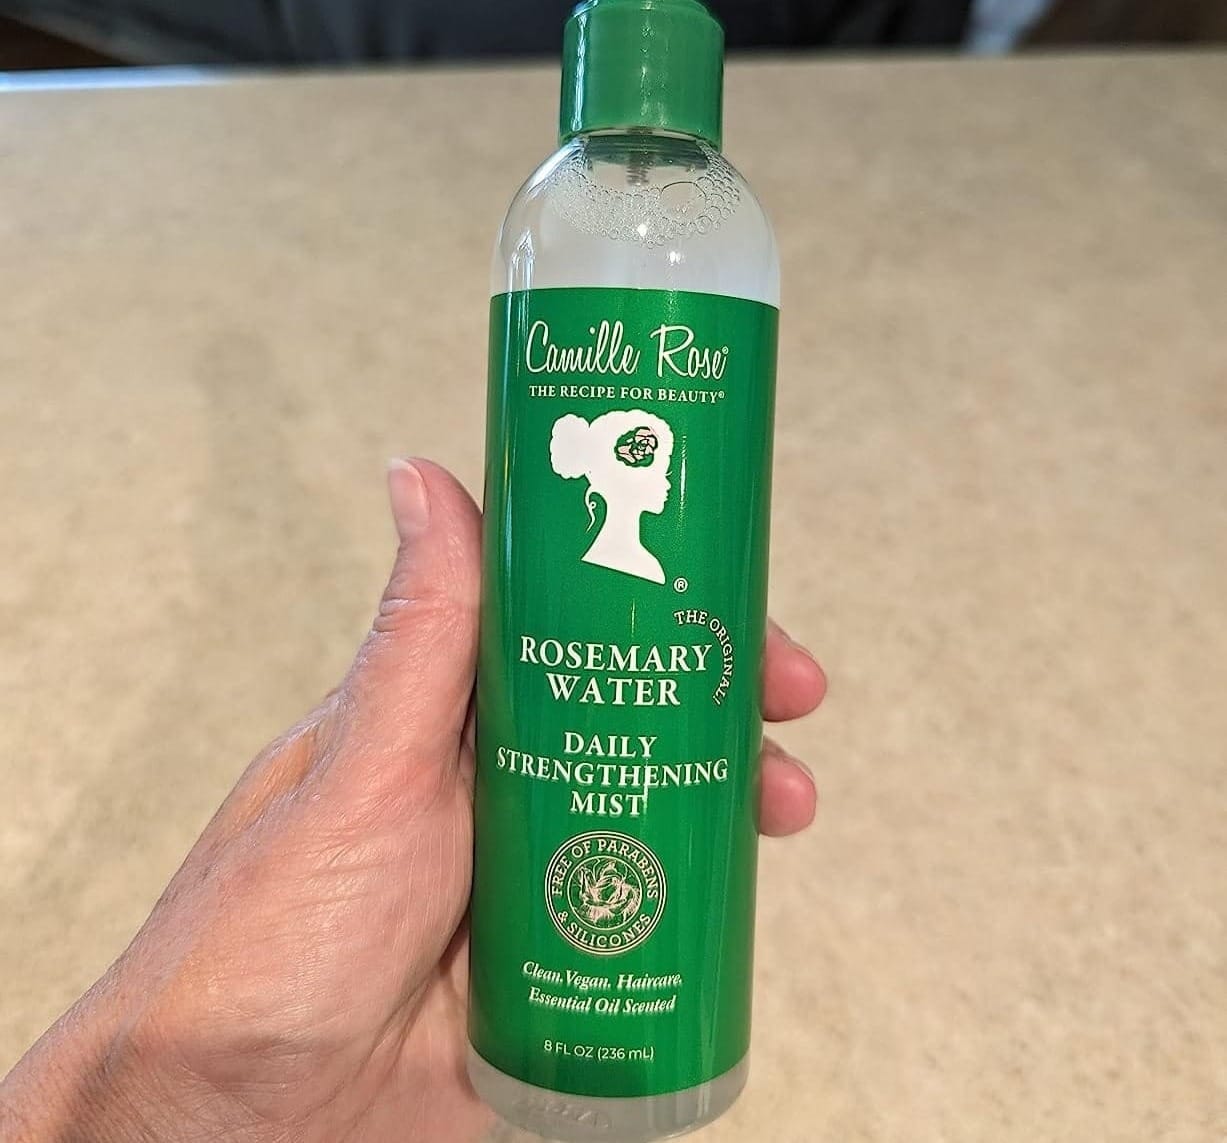 Camille Rose®
THE RECIPE FOR BEAUTY®
®
THE ORIGINAL!
ROSEMARY
WATER
DAILY
STRENGTHENING
MIST
FREE OF PARABENS
& SILICONES
Clean. Vegan. Haircare.
Essential Oil Scented
8 FL OZ (236 mL)